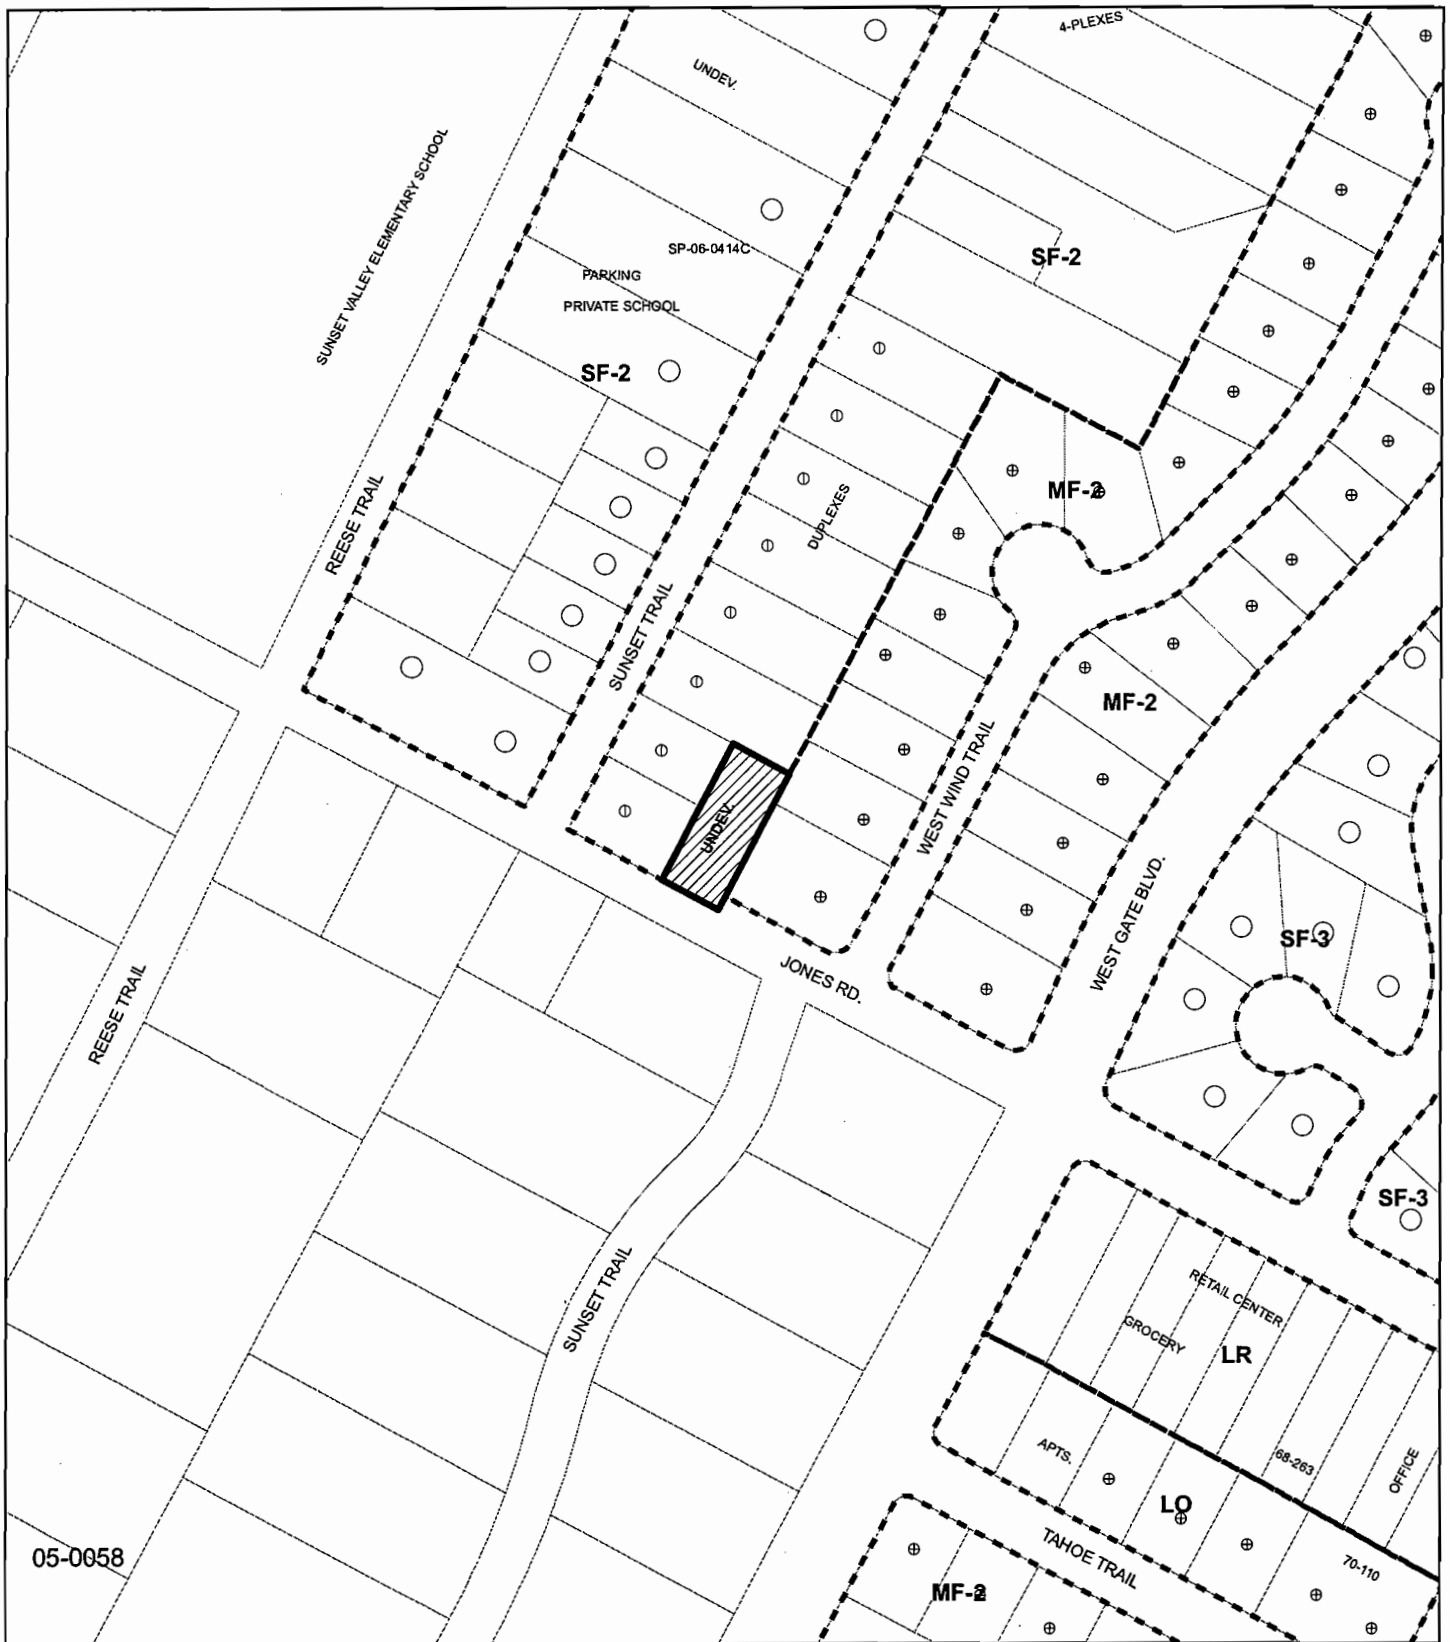 4-PLEXES
UNDEV.
SUNSET VALLEY ELEMENTARY SCHOOL
SP-06-0414C
SF-2
PARKING
PRIVATE SCHOOL
SF-2
MF-2
DUPLEXES
REESE TRAIL
SUNSET TRAIL
MF-2
WEST WIND TRAIL
UNDEV.
WEST GATE BLVD.
SF-3
JONES RD.
REESE TRAIL
SF-3
SUNSET TRAIL
RETAIL CENTER
GROCERY
LR
APTS.
68-263
OFFICE
LO
05-0058
TAHOE TRAIL
70-110
MF-2